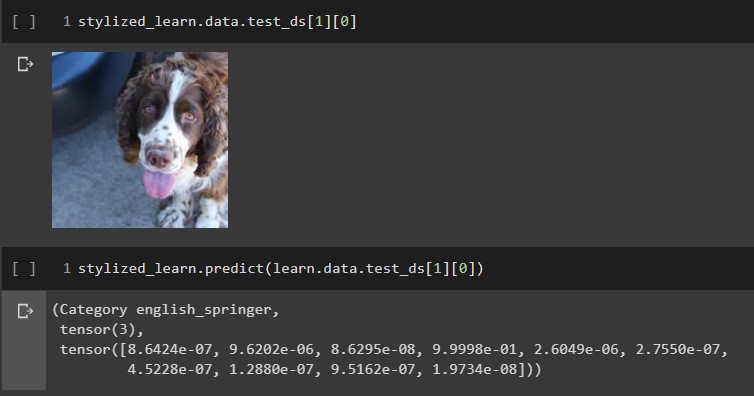 [ ] 1 stylized_learn.data.test_ds[1][0]
[ ] 1 stylized_learn.predict(learn.data.test_ds[1][0])
(Category english_springer,
tensor(3),
tensor([8.6424e-07, 9.6202e-06, 8.6295e-08, 9.9998e-01, 2.6049e-06, 2.7550e-07,
4.5228e-07, 1.2880e-07, 9.5162e-07, 1.9734e-08]))